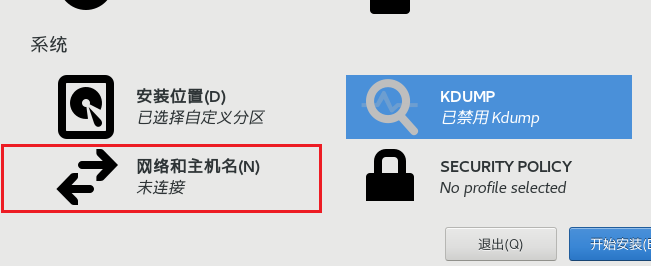 系统
安装位置(D)
已选择自定义分区
KDUMP
已禁用 Kdump
网络和主机名(N)
未连接
SECURITY POLICY
No profile selected
退出(Q)
开始安装(